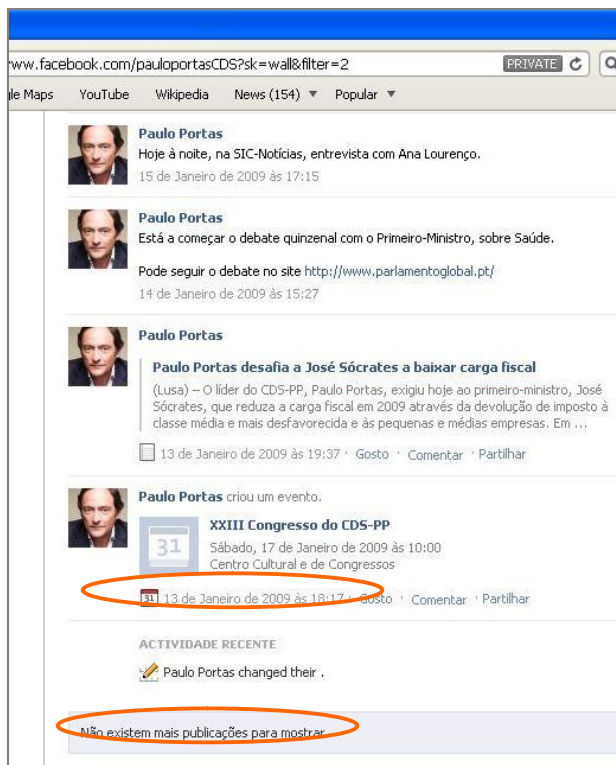 ww.facebook.com/pauloportasCDS?sk=wall&filter=2 PRIVATE
le Maps YouTube Wikipedia News (154) ▼ Popular ▼
Paulo Portas
Hoje à noite, na SIC-Notícias, entrevista com Ana Lourenço.
15 de Janeiro de 2009 às 17:15
Paulo Portas
Está a começar o debate quinzenal com o Primeiro-Ministro, sobre Saúde.
Pode seguir o debate no site http://www.parlamentoglobal.pt/
14 de Janeiro de 2009 às 15:27
Paulo Portas
Paulo Portas desafia a José Sócrates a baixar carga fiscal
(Lusa) – O líder do CDS-PP, Paulo Portas, exigiu hoje ao primeiro-ministro, José
Sócrates, que reduza a carga fiscal em 2009 através da devolução de imposto à
classe média e mais desfavorecida e às pequenas e médias empresas. Em ...
13 de Janeiro de 2009 às 19:37 · Gosto · Comentar · Partilhar
Paulo Portas criou um evento.
31
XXIII Congresso do CDS-PP
Sábado, 17 de Janeiro de 2009 às 10:00
Centro Cultural e de Congressos
31 13 de Janeiro de 2009 às 18:17 · Gosto · Comentar · Partilhar
ACTIVIDADE RECENTE
Paulo Portas changed their .
Não existem mais publicações para mostrar